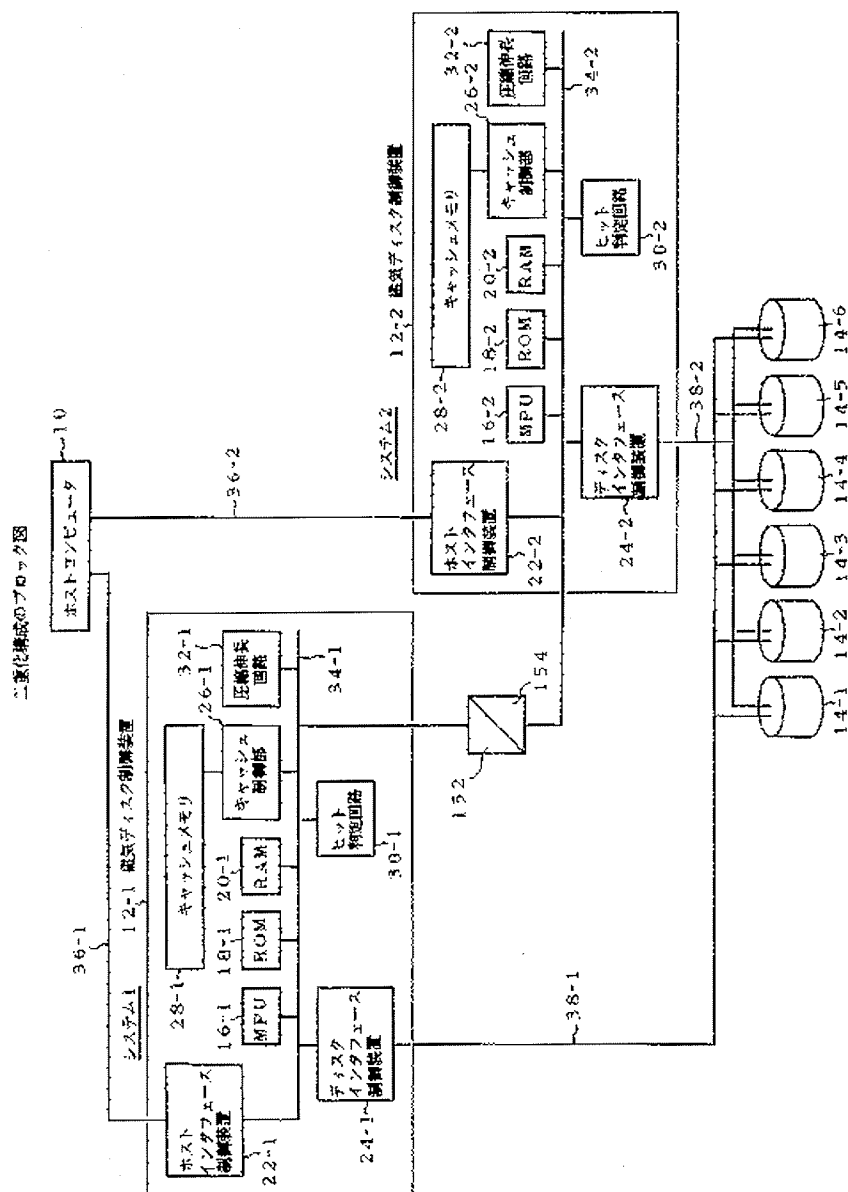 二重化構成のブロック図
ホストコンピュータ
10
36-1
36-2
システム1
12-1 磁気ディスク制御装置
28-1
キャッシュメモリ
26-1
32-1
ホスト
インタフェース
制御装置
22-1
16-1
MPU
18-1
ROM
20-1
RAM
キャッシュ
制御部
圧縮伸長
回路
34-1
ディスク
インタフェース
制御装置
24-1
ヒット
判定回路
30-1
38-1
152
154
システム2
12-2 磁気ディスク制御装置
28-2
キャッシュメモリ
26-2
32-2
ホスト
インタフェース
制御装置
22-2
16-2
MPU
18-2
ROM
20-2
RAM
キャッシュ
制御部
圧縮伸長
回路
34-2
ディスク
インタフェース
制御装置
24-2
ヒット
判定回路
30-2
38-2
14-1
14-2
14-3
14-4
14-5
14-6